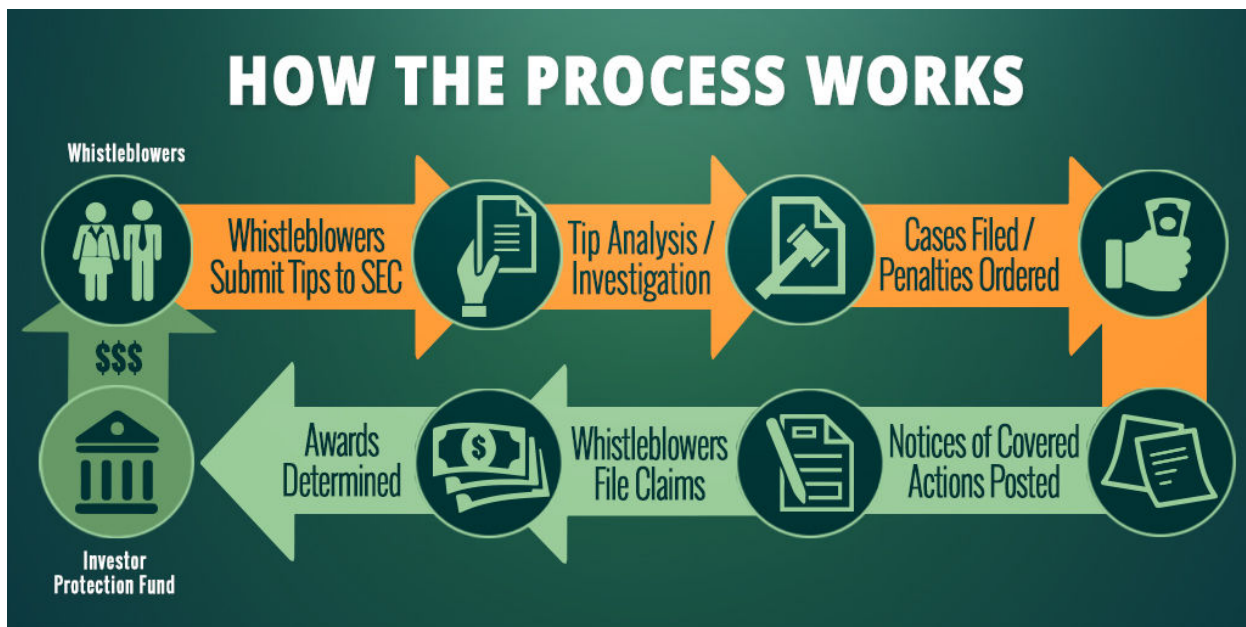 HOW THE PROCESS WORKS
Whistleblowers
Whistleblowers
Submit Tips to SEC
Tip Analysis /
Investigation
Cases Filed /
Penalties Ordered
$$$
Notices of Covered
Actions Posted
Whistleblowers
File Claims
$
Awards
Determined
Investor
Protection Fund